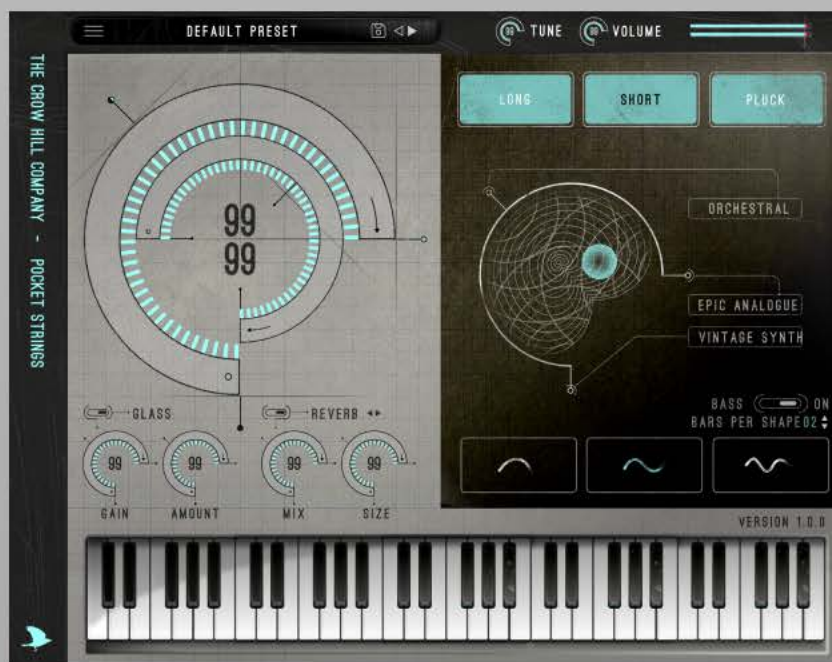 DEFAULT PRESET
99 TUNE
99 VOLUME
THE CROW HILL COMPANY - POCKET STRINGS
LONG
SHORT
PLUCK
99
99
ORCHESTRAL
EPIC ANALOGUE
VINTAGE SYNTH
GLASS
REVERB
BASS ON
BARS PER SHAPE 02
99
99
99
99
GAIN
AMOUNT
MIX
SIZE
VERSION 1.0.0